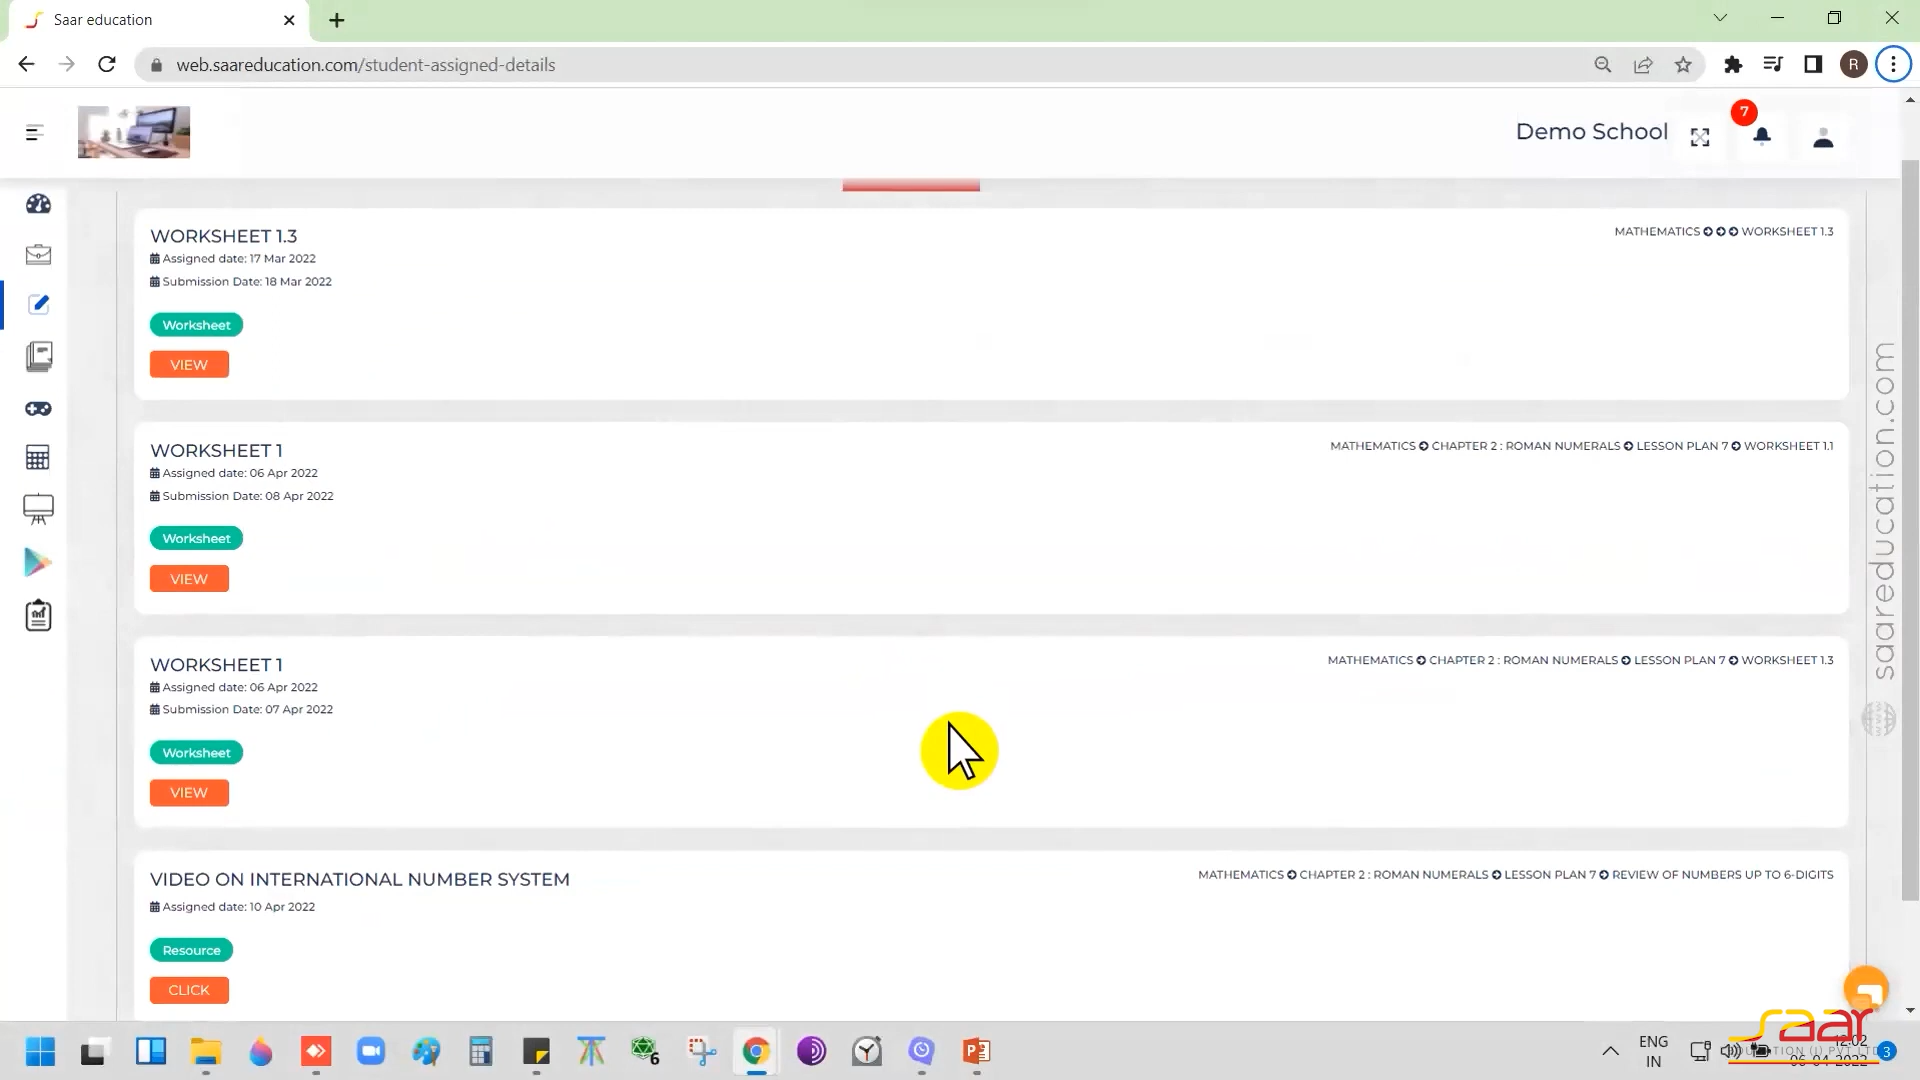 Saar education
web.saareducation.com/student-assigned-details
R
Demo School
7
WORKSHEET 1.3
MATHEMATICS WORKSHEET 1.3
Assigned date: 17 Mar 2022
Submission Date: 18 Mar 2022
Worksheet
VIEW
WORKSHEET 1
MATHEMATICS CHAPTER 2 : ROMAN NUMERALS LESSON PLAN 7 WORKSHEET 1.1
Assigned date: 06 Apr 2022
Submission Date: 08 Apr 2022
Worksheet
VIEW
WORKSHEET 1
MATHEMATICS CHAPTER 2 : ROMAN NUMERALS LESSON PLAN 7 WORKSHEET 1.3
Assigned date: 06 Apr 2022
Submission Date: 07 Apr 2022
Worksheet
VIEW
VIDEO ON INTERNATIONAL NUMBER SYSTEM
MATHEMATICS CHAPTER 2 : ROMAN NUMERALS LESSON PLAN 7 REVIEW OF NUMBERS UP TO 6-DIGITS
Assigned date: 10 Apr 2022
Resource
CLICK
saareducation.com
saar
6
ENG
IN
12:02
06-04-2022
3